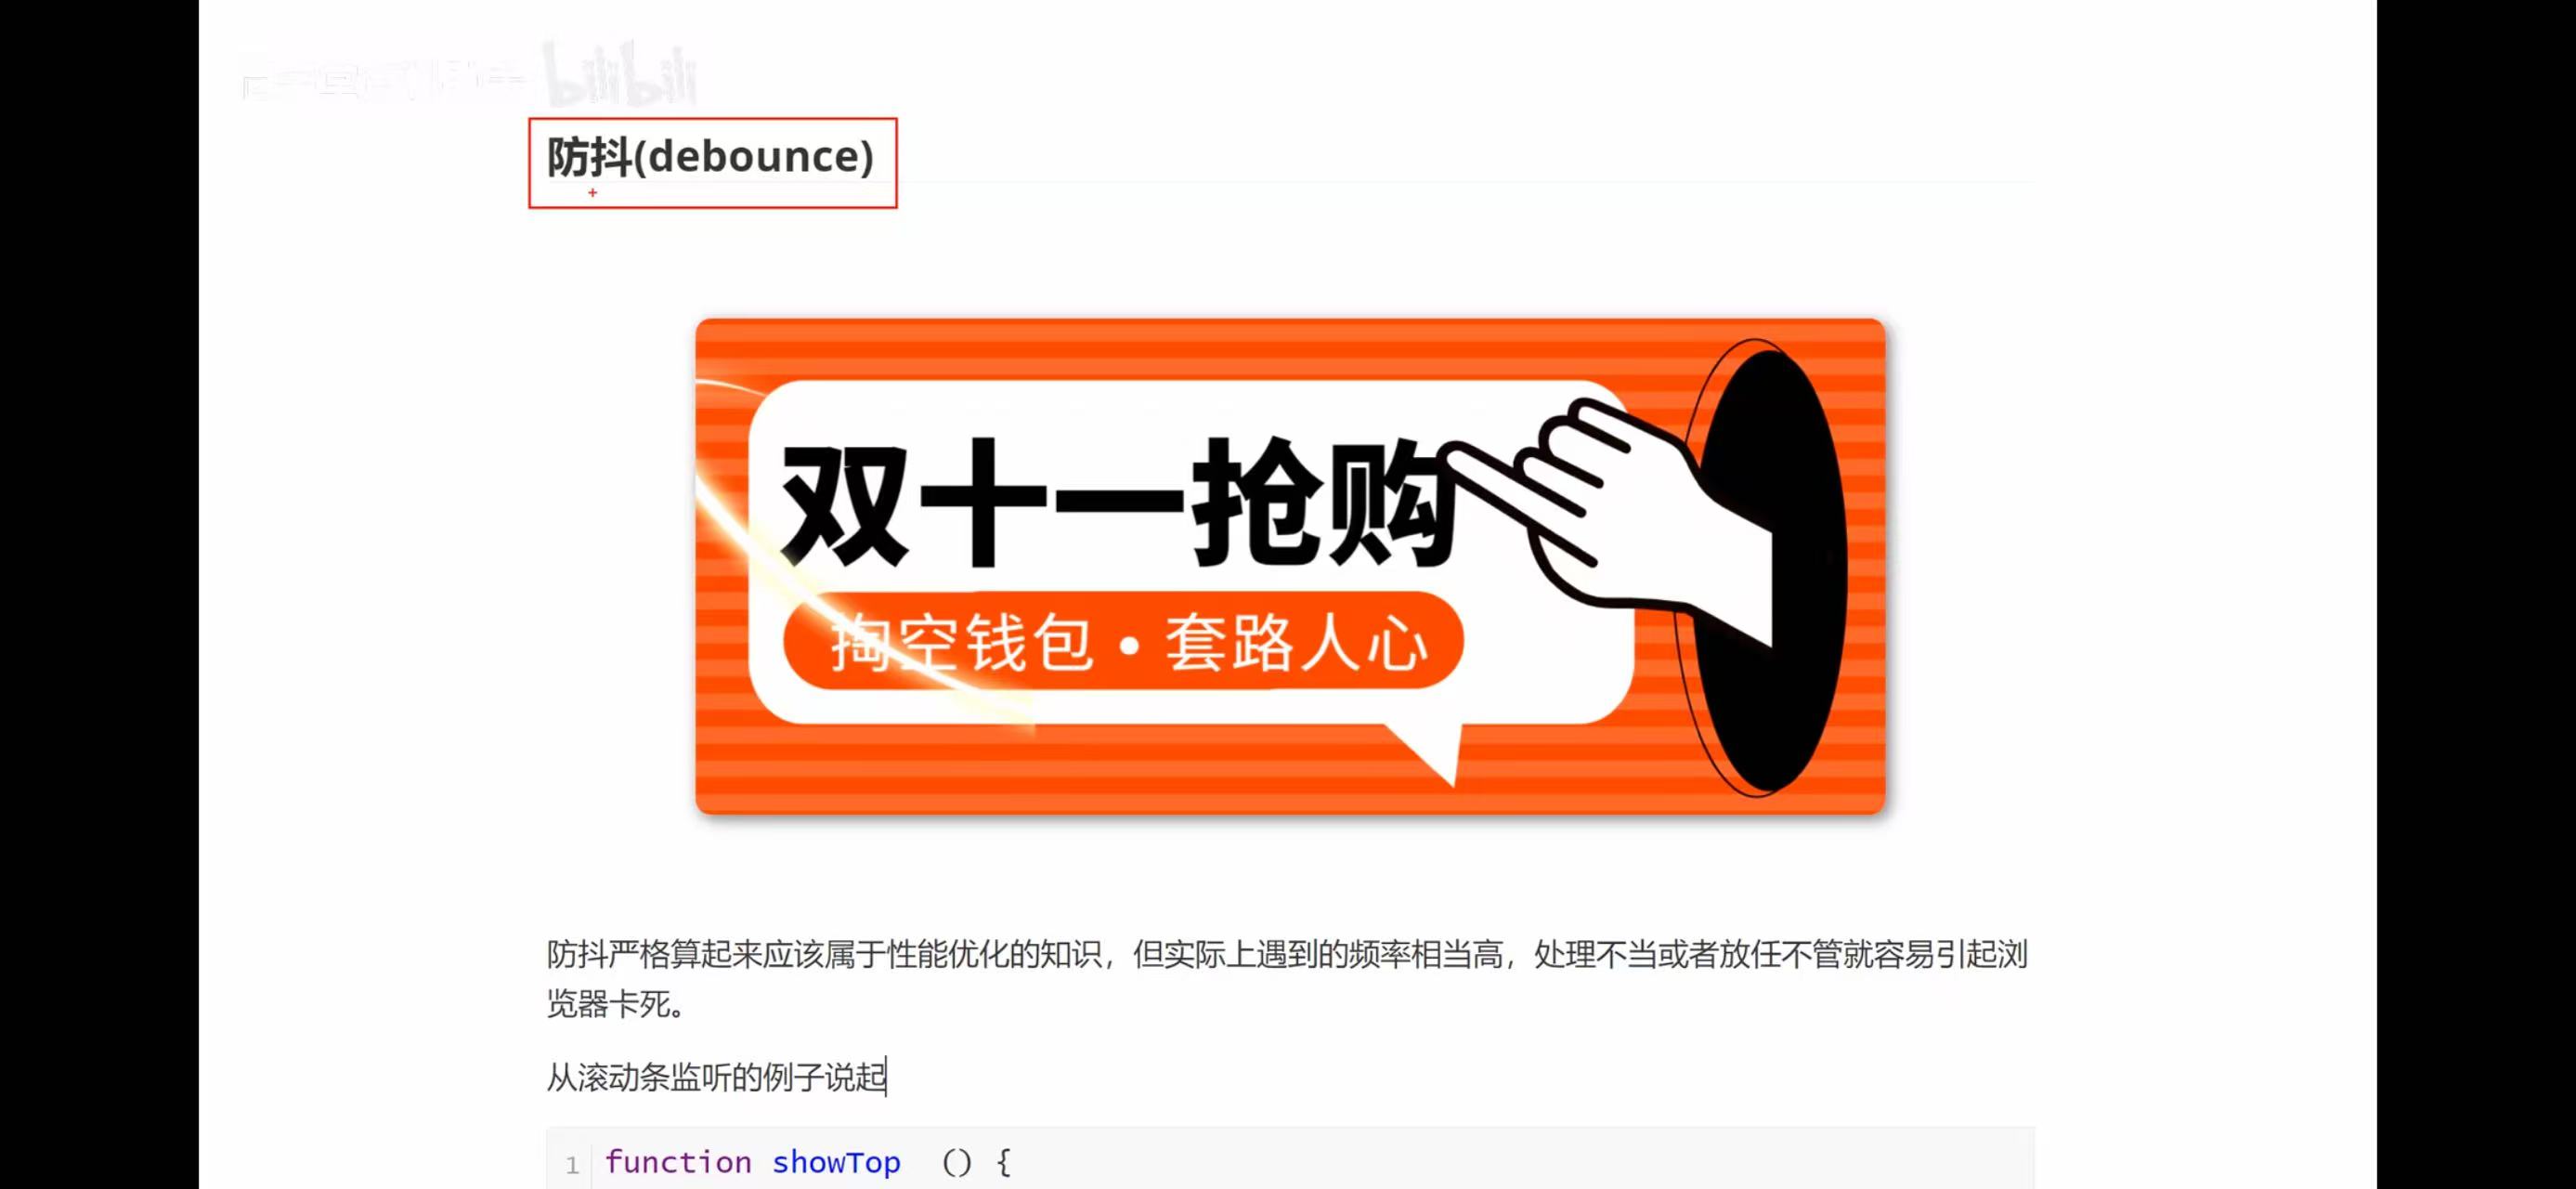 bilibili
防抖(debounce)
双十一抢购
掏空钱包·套路人心
防抖严格算起来应该属于性能优化的知识，但实际上遇到的频率相当高，处理不当或者放任不管就容易引起浏
览器卡死。
从滚动条监听的例子说起
1 function showTop  () {